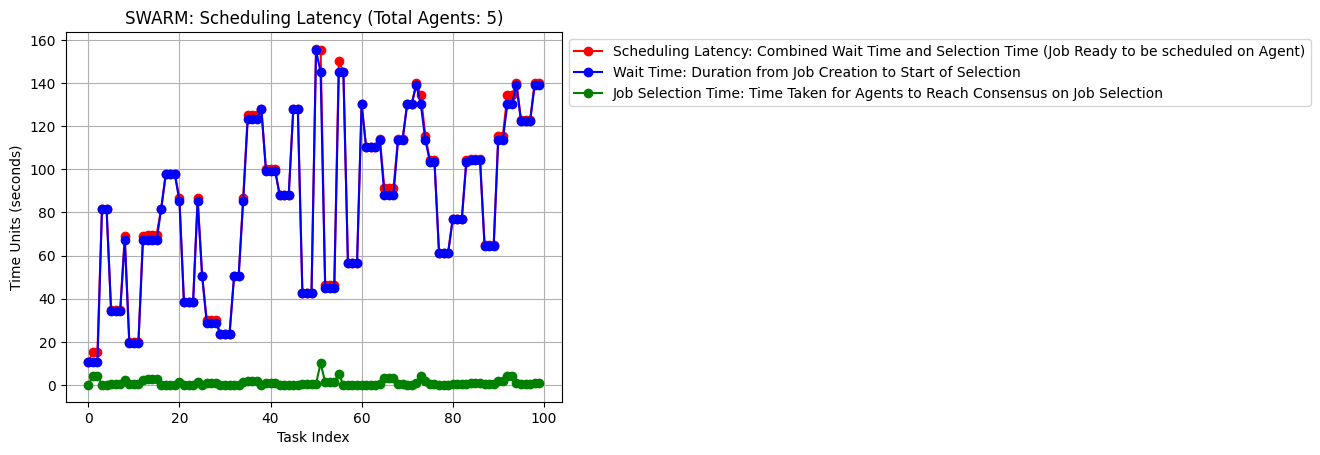 SWARM: Scheduling Latency (Total Agents: 5)
Time Units (seconds)
160
140
120
100
80
60
40
20
0
0 20 40 60 80 100
Task Index
Scheduling Latency: Combined Wait Time and Selection Time (Job Ready to be scheduled on Agent)
Wait Time: Duration from Job Creation to Start of Selection
Job Selection Time: Time Taken for Agents to Reach Consensus on Job Selection